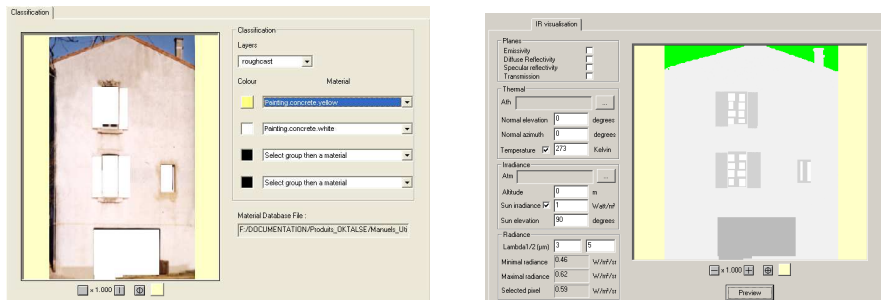 Classification
Classification
Layers
roughcast
Colour Material
Painting.concrete.yellow
Painting.concrete.white
Select group then a material
Select group then a material
Material Database File :
F:/DOCUMENTATION/Produits_OKTALSE/Manuels_Uti
x 1.000
IR visualisation
Planes
Emissivity
Diffuse Reflectivity
Specular reflectivity
Transmission
Thermal
Ath ...
Normal elevation 0 degrees
Normal azimuth 0 degrees
Temperature 273 Kelvin
Irradiance
Atm ...
Altitude 0 m
Sun irradiance 1 Watt/m²
Sun elevation 90 degrees
Radiance
Lambda1/2 (µm) 3 5
Minimal radiance 0.46 W/m²/sr
Maximal radiance 0.62 W/m²/sr
Selected pixel 0.59 W/m²/sr
x 1.000
Preview